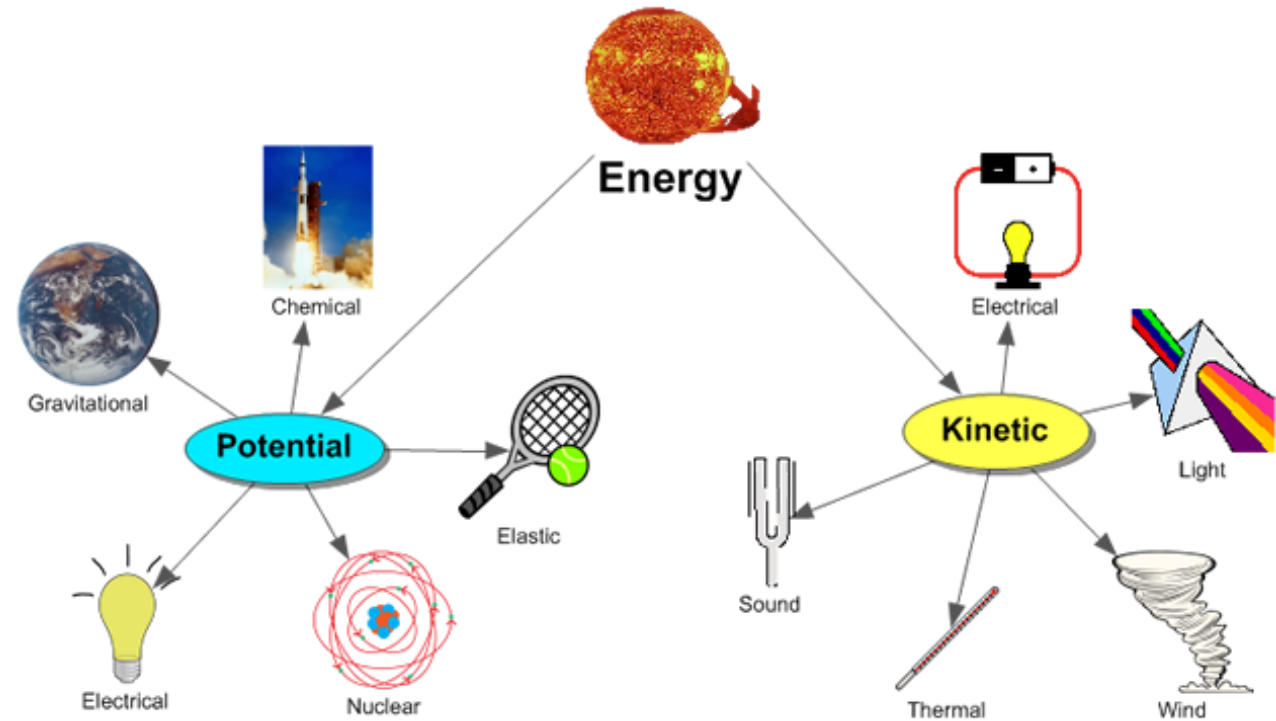 Energy
Chemical
Electrical
Gravitational
Potential
Kinetic
Light
Elastic
Sound
Electrical
Nuclear
Thermal
Wind